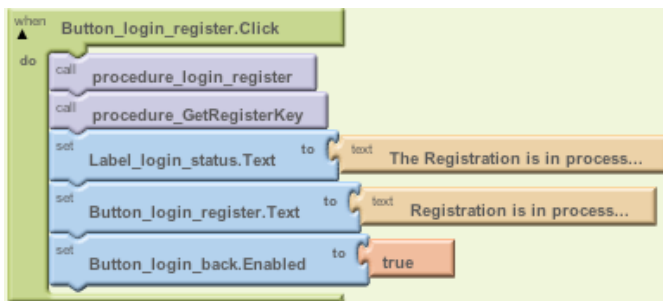 when Button_login_register.Click
do
call procedure_login_register
call procedure_GetRegisterKey
set Label_login_status.Text to text The Registration is in process...
set Button_login_register.Text to text Registration is in process...
set Button_login_back.Enabled to true